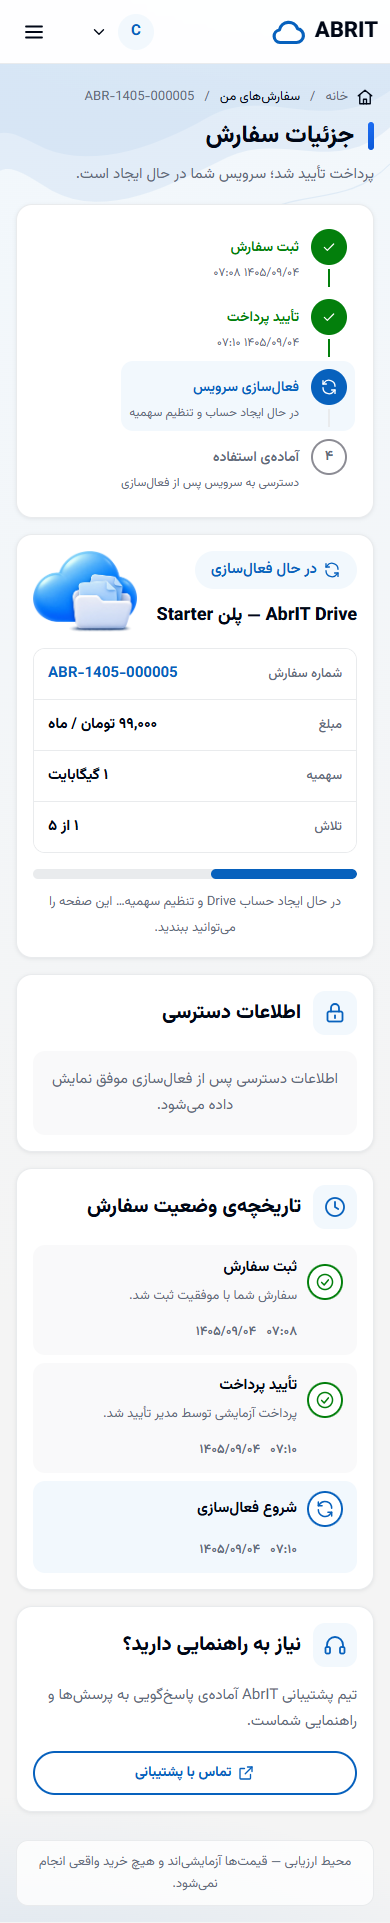 ABRIT
C
خانه / سفارش‌های من / ABR-1405-000005
جزئیات سفارش
پرداخت تأیید شد؛ سرویس شما در حال ایجاد است.
ثبت سفارش
۱۴۰۵/۰۹/۰۴ ۰۷:۰۸
تأیید پرداخت
۱۴۰۵/۰۹/۰۴ ۰۷:۱۰
فعال‌سازی سرویس
در حال ایجاد حساب و تنظیم سهمیه
۴
آماده‌ی استفاده
دسترسی به سرویس پس از فعال‌سازی
در حال فعال‌سازی
AbrIT Drive — پلن Starter
شماره سفارش
ABR-1405-000005
مبلغ
۹۹,۰۰۰ تومان / ماه
سهمیه
۱ گیگابایت
تلاش
۱ از ۵
در حال ایجاد حساب Drive و تنظیم سهمیه… این صفحه را
می‌توانید ببندید.
اطلاعات دسترسی
اطلاعات دسترسی پس از فعال‌سازی موفق نمایش
داده می‌شود.
تاریخچه‌ی وضعیت سفارش
ثبت سفارش
سفارش شما با موفقیت ثبت شد.
۱۴۰۵/۰۹/۰۴ ۰۷:۰۸
تأیید پرداخت
پرداخت آزمایشی توسط مدیر تأیید شد.
۱۴۰۵/۰۹/۰۴ ۰۷:۱۰
شروع فعال‌سازی
۱۴۰۵/۰۹/۰۴ ۰۷:۱۰
نیاز به راهنمایی دارید؟
تیم پشتیبانی AbrIT آماده‌ی پاسخ‌گویی به پرسش‌ها و
راهنمایی شماست.
تماس با پشتیبانی
محیط ارزیابی — قیمت‌ها آزمایشی‌اند و هیچ خرید واقعی انجام
نمی‌شود.